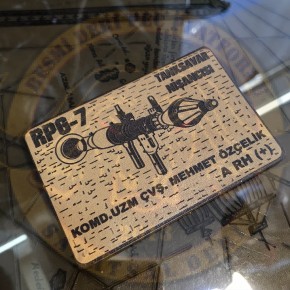 RPG-7
TANKSAVAR
NİŞANCISI
KOMD.UZM ÇVŞ. MEHMET ÖZÇELİK
A RH (+)